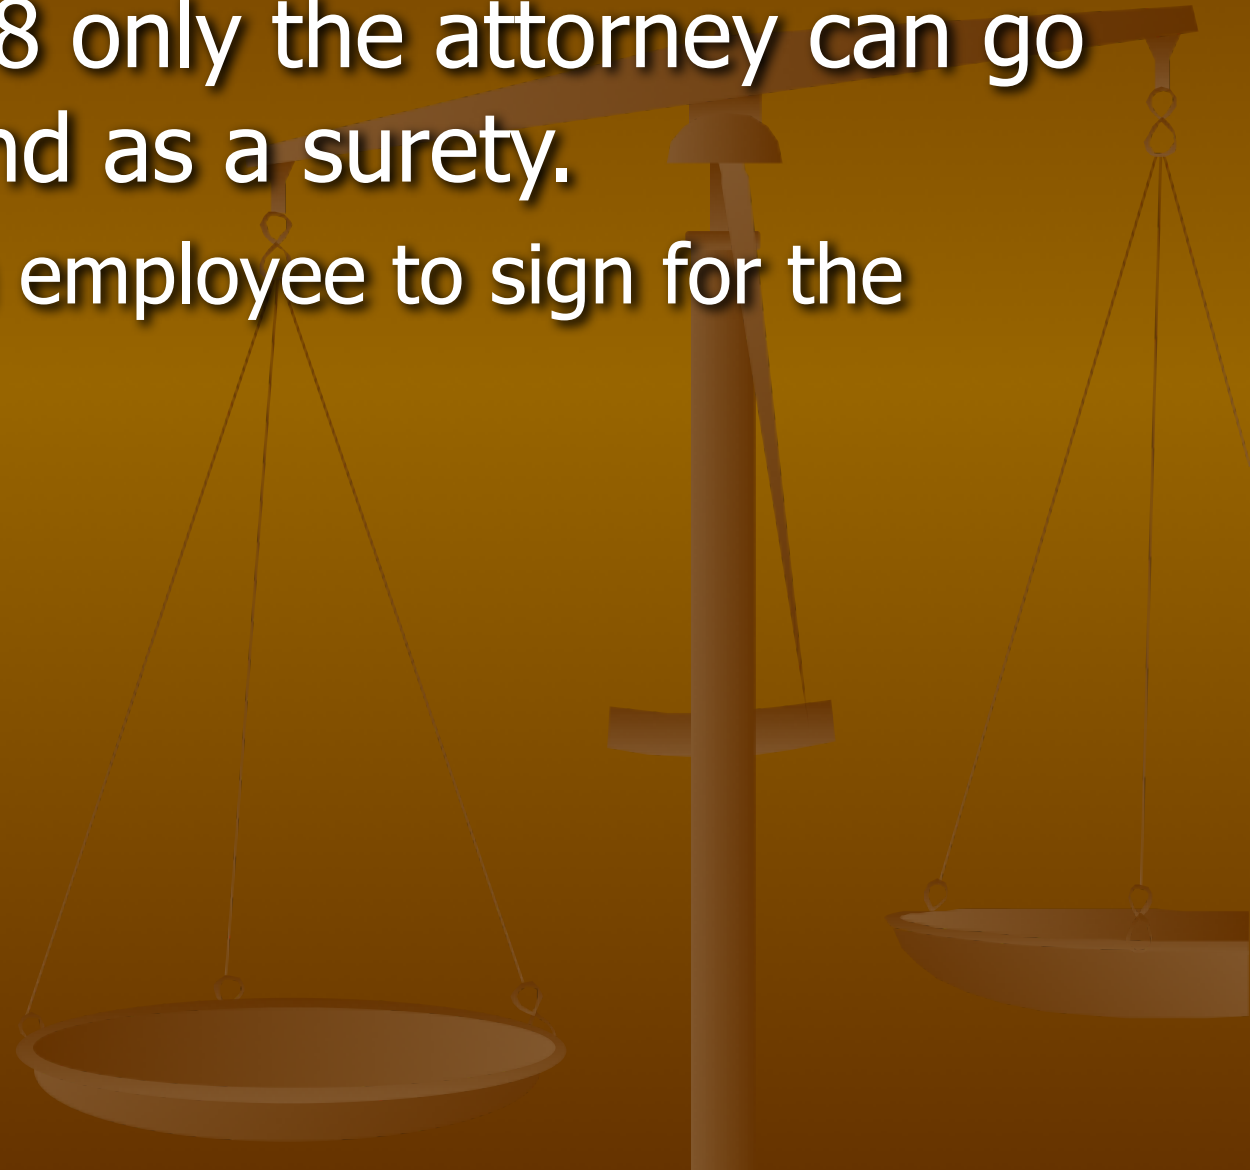 8 only the attorney can go
nd as a surety.
employee to sign for the